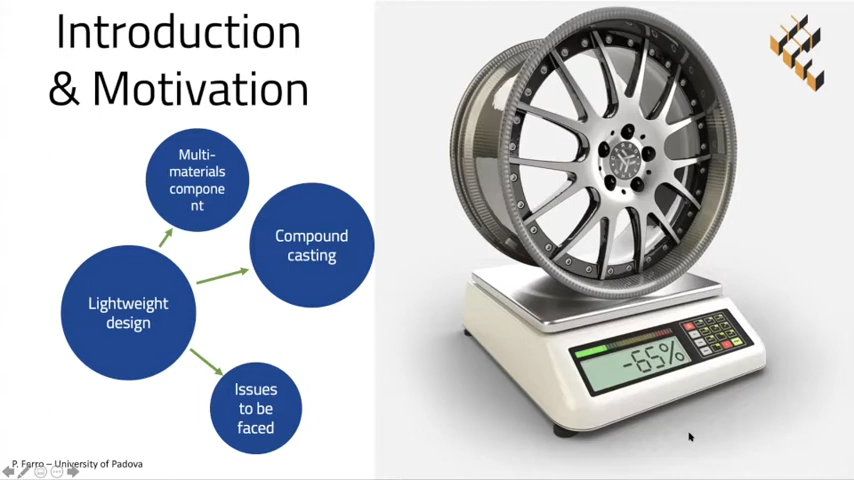 Introduction
& Motivation
Multi-
materials
compone
nt
Compound
casting
Lightweight
design
Issues
to be
faced
-65%
P. Ferro – University of Padova